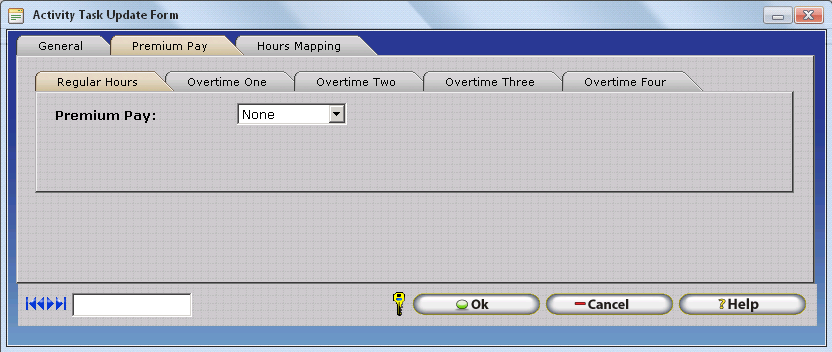 Activity Task Update Form
General Premium Pay Hours Mapping
Regular Hours Overtime One Overtime Two Overtime Three Overtime Four
Premium Pay: None
Ok Cancel ?Help